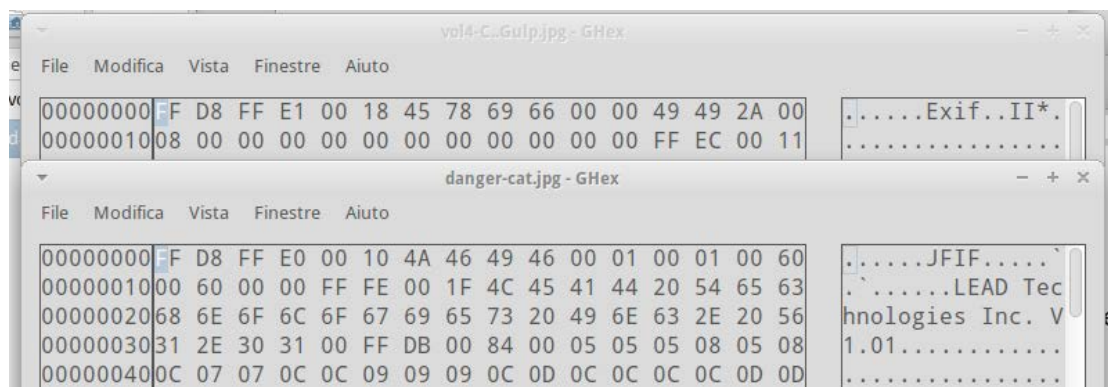 vol4-C..Gulp.jpg - GHex
File Modifica Vista Finestre Aiuto
00000000 FF D8 FF E1 00 18 45 78 69 66 00 00 49 49 2A 00 ......Exif..II*.
00000010 08 00 00 00 00 00 00 00 00 00 00 00 FF EC 00 11 ................
danger-cat.jpg - GHex
File Modifica Vista Finestre Aiuto
00000000 FF D8 FF E0 00 10 4A 46 49 46 00 01 00 01 00 60 ......JFIF.....`
00000010 00 60 00 00 FF FE 00 1F 4C 45 41 44 20 54 65 63 .`......LEAD Tec
00000020 68 6E 6F 6C 6F 67 69 65 73 20 49 6E 63 2E 20 56 hnologies Inc. V
00000030 31 2E 30 31 00 FF DB 00 84 00 05 05 05 08 05 08 1.01............
00000040 0C 07 07 0C 0C 09 09 09 0C 0D 0C 0C 0C 0C 0D 0D ................